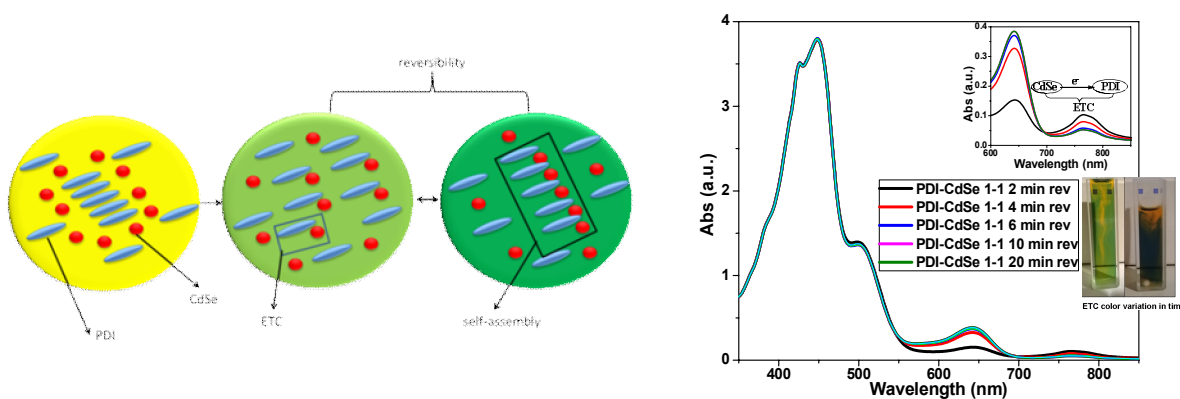 reversibility
PDI
CdSe
ETC
self-assembly
Abs (a.u.)
4
3
2
1
0
400
500
600
700
800
Wavelength (nm)
PDI-CdSe 1-1 2 min rev
PDI-CdSe 1-1 4 min rev
PDI-CdSe 1-1 6 min rev
PDI-CdSe 1-1 10 min rev
PDI-CdSe 1-1 20 min rev
Abs (a.u.)
0.4
0.3
0.2
0.1
0.0
600
700
800
Wavelength (nm)
CdSe
e-
PDI
ETC
ETC color variation in tim